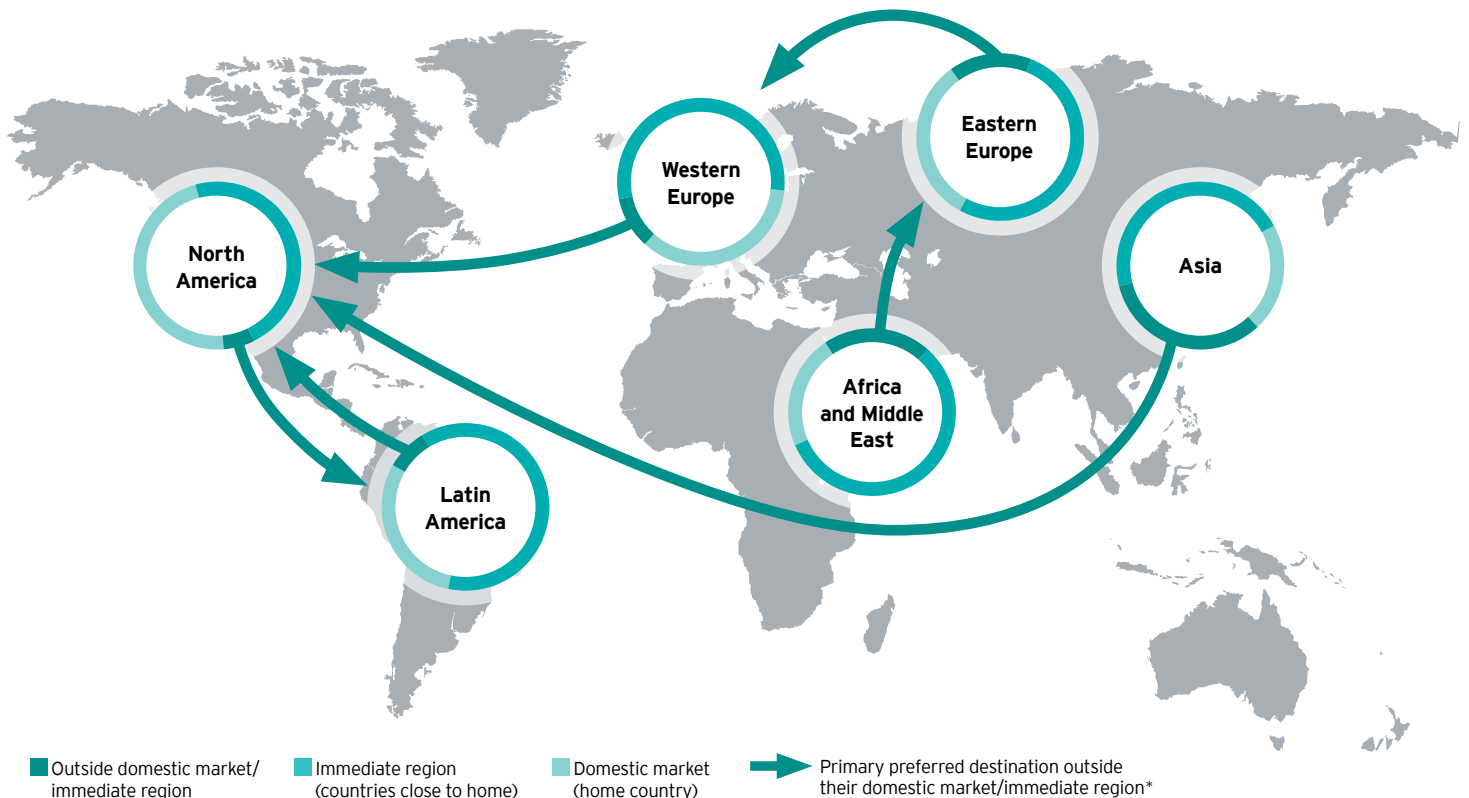 Eastern
Europe
Western
Europe
North
America
Asia
Africa
and Middle
East
Latin
America
Outside domestic market/
immediate region
Immediate region
(countries close to home)
Domestic market
(home country)
Primary preferred destination outside
their domestic market/immediate region*